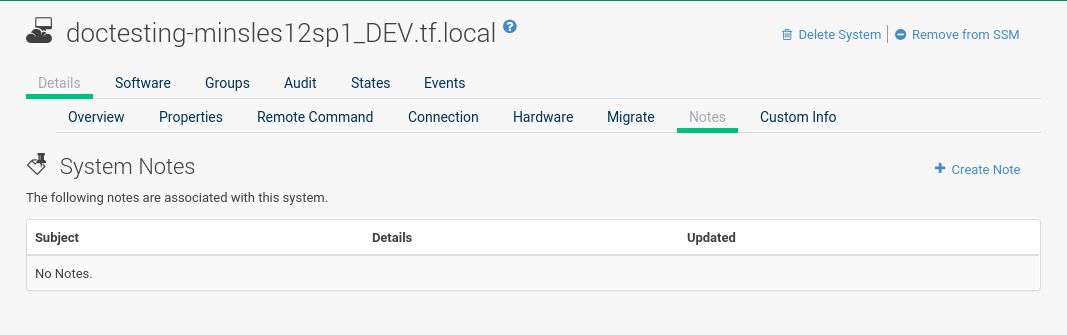 doctesting-minsles12sp1_DEV.tf.local ?
Delete System | Remove from SSM
Details Software Groups Audit States Events
Overview Properties Remote Command Connection Hardware Migrate Notes Custom Info
System Notes
+ Create Note
The following notes are associated with this system.
Subject Details Updated
No Notes.